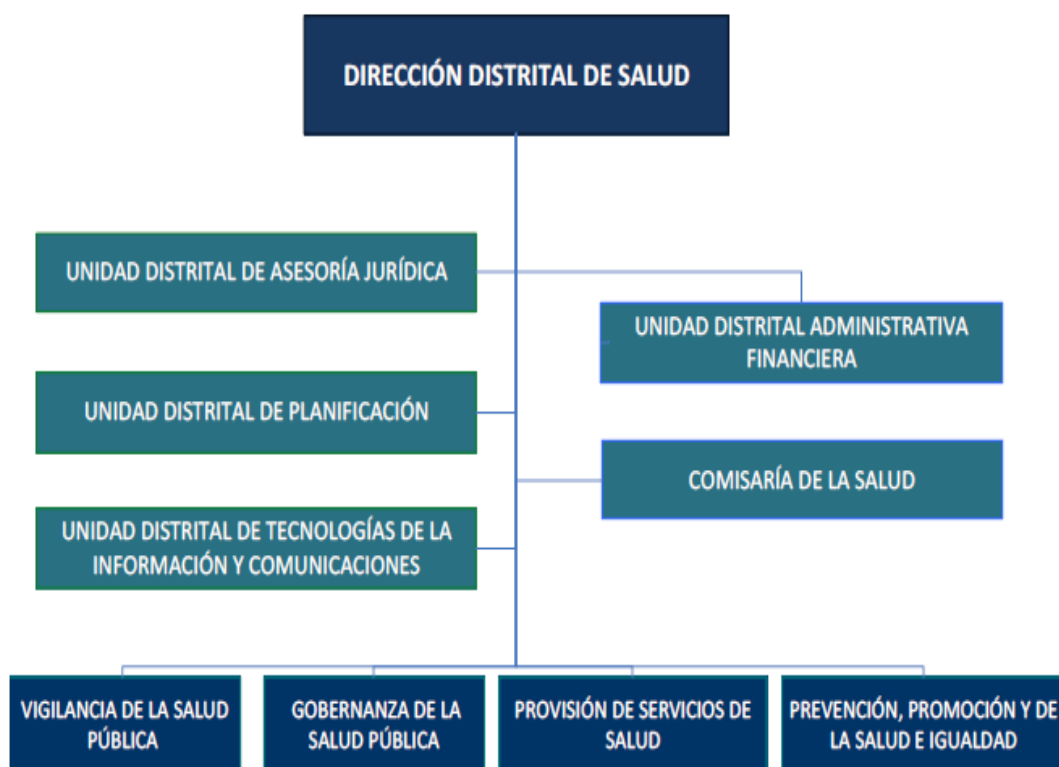 DIRECCIÓN DISTRITAL DE SALUD
UNIDAD DISTRITAL DE ASESORÍA JURÍDICA
UNIDAD DISTRITAL ADMINISTRATIVA
FINANCIERA
UNIDAD DISTRITAL DE PLANIFICACIÓN
COMISARÍA DE LA SALUD
UNIDAD DISTRITAL DE TECNOLOGÍAS DE LA
INFORMACIÓN Y COMUNICACIONES
VIGILANCIA DE LA SALUD
PÚBLICA
GOBERNANZA DE LA
SALUD PÚBLICA
PROVISIÓN DE SERVICIOS DE
SALUD
PREVENCIÓN, PROMOCIÓN Y DE
LA SALUD E IGUALDAD